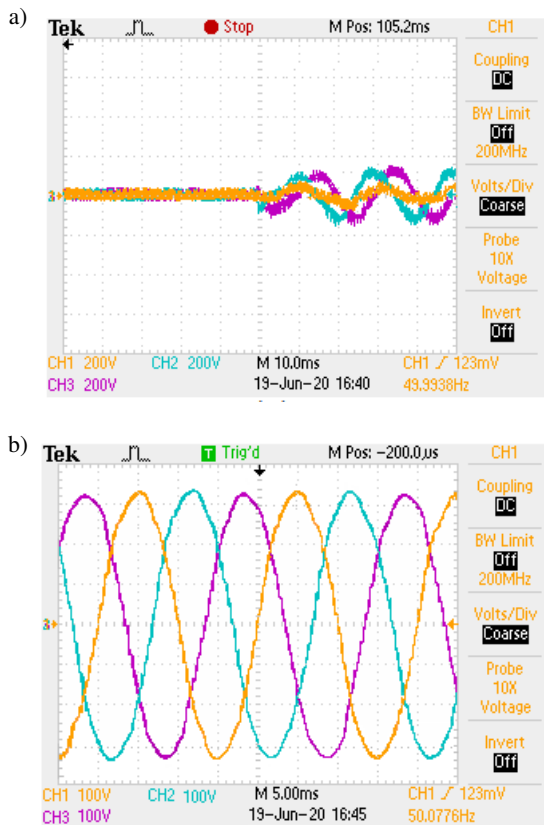 a)
Tek Stop M Pos: 105.2ms CH1
Coupling
DC
BW Limit
Off
200MHz
Volts/Div
Coarse
Probe
10X
Voltage
Invert
Off
3
CH1 200V CH2 200V M 10.0ms CH1 123mV
CH3 200V 19-Jun-20 16:40 49.9938Hz
b)
Tek T Trig'd M Pos: -200.0us CH1
Coupling
DC
BW Limit
Off
200MHz
Volts/Div
Coarse
Probe
10X
Voltage
Invert
Off
3
CH1 100V CH2 100V M 5.00ms CH1 123mV
CH3 100V 19-Jun-20 16:45 50.0776Hz